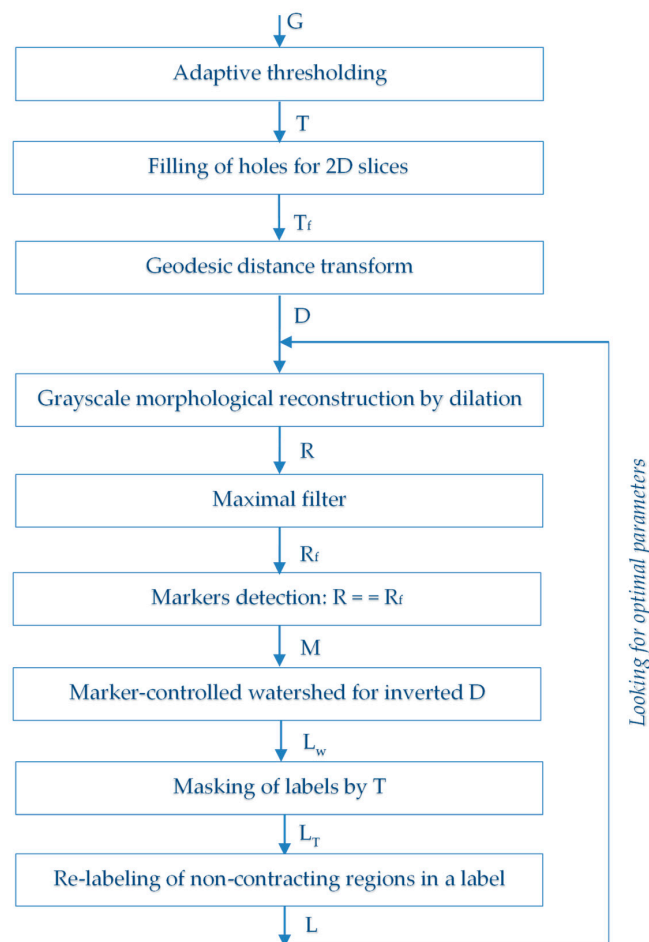 G
Adaptive thresholding
T
Filling of holes for 2D slices
Tf
Geodesic distance transform
D
Grayscale morphological reconstruction by dilation
R
Maximal filter
Rf
Markers detection: R = = Rf
M
Marker-controlled watershed for inverted D
Lw
Masking of labels by T
LT
Re-labeling of non-contracting regions in a label
L
Looking for optimal parameters